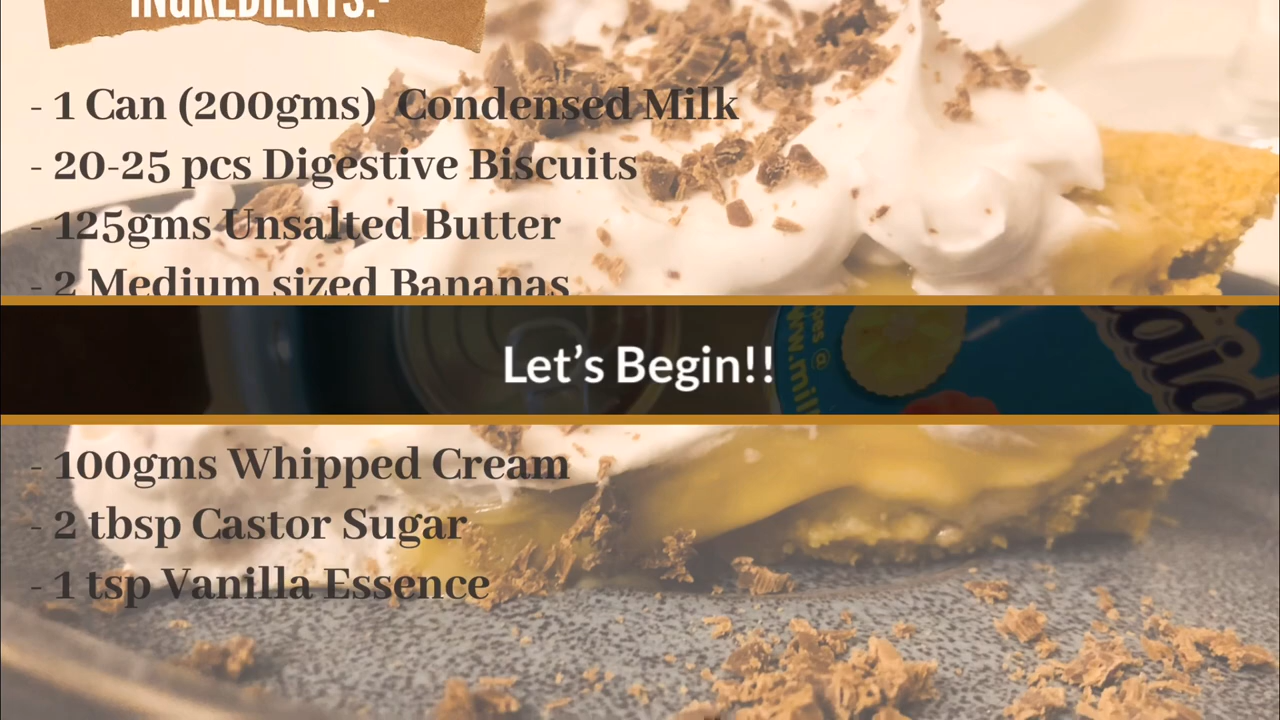 INGREDIENTS:-
- 1 Can (200gms) Condensed Milk
- 20-25 pcs Digestive Biscuits
- 125gms Unsalted Butter
- 2 Medium sized Bananas
Let's Begin!!
- 100gms Whipped Cream
- 2 tbsp Castor Sugar
- 1 tsp Vanilla Essence